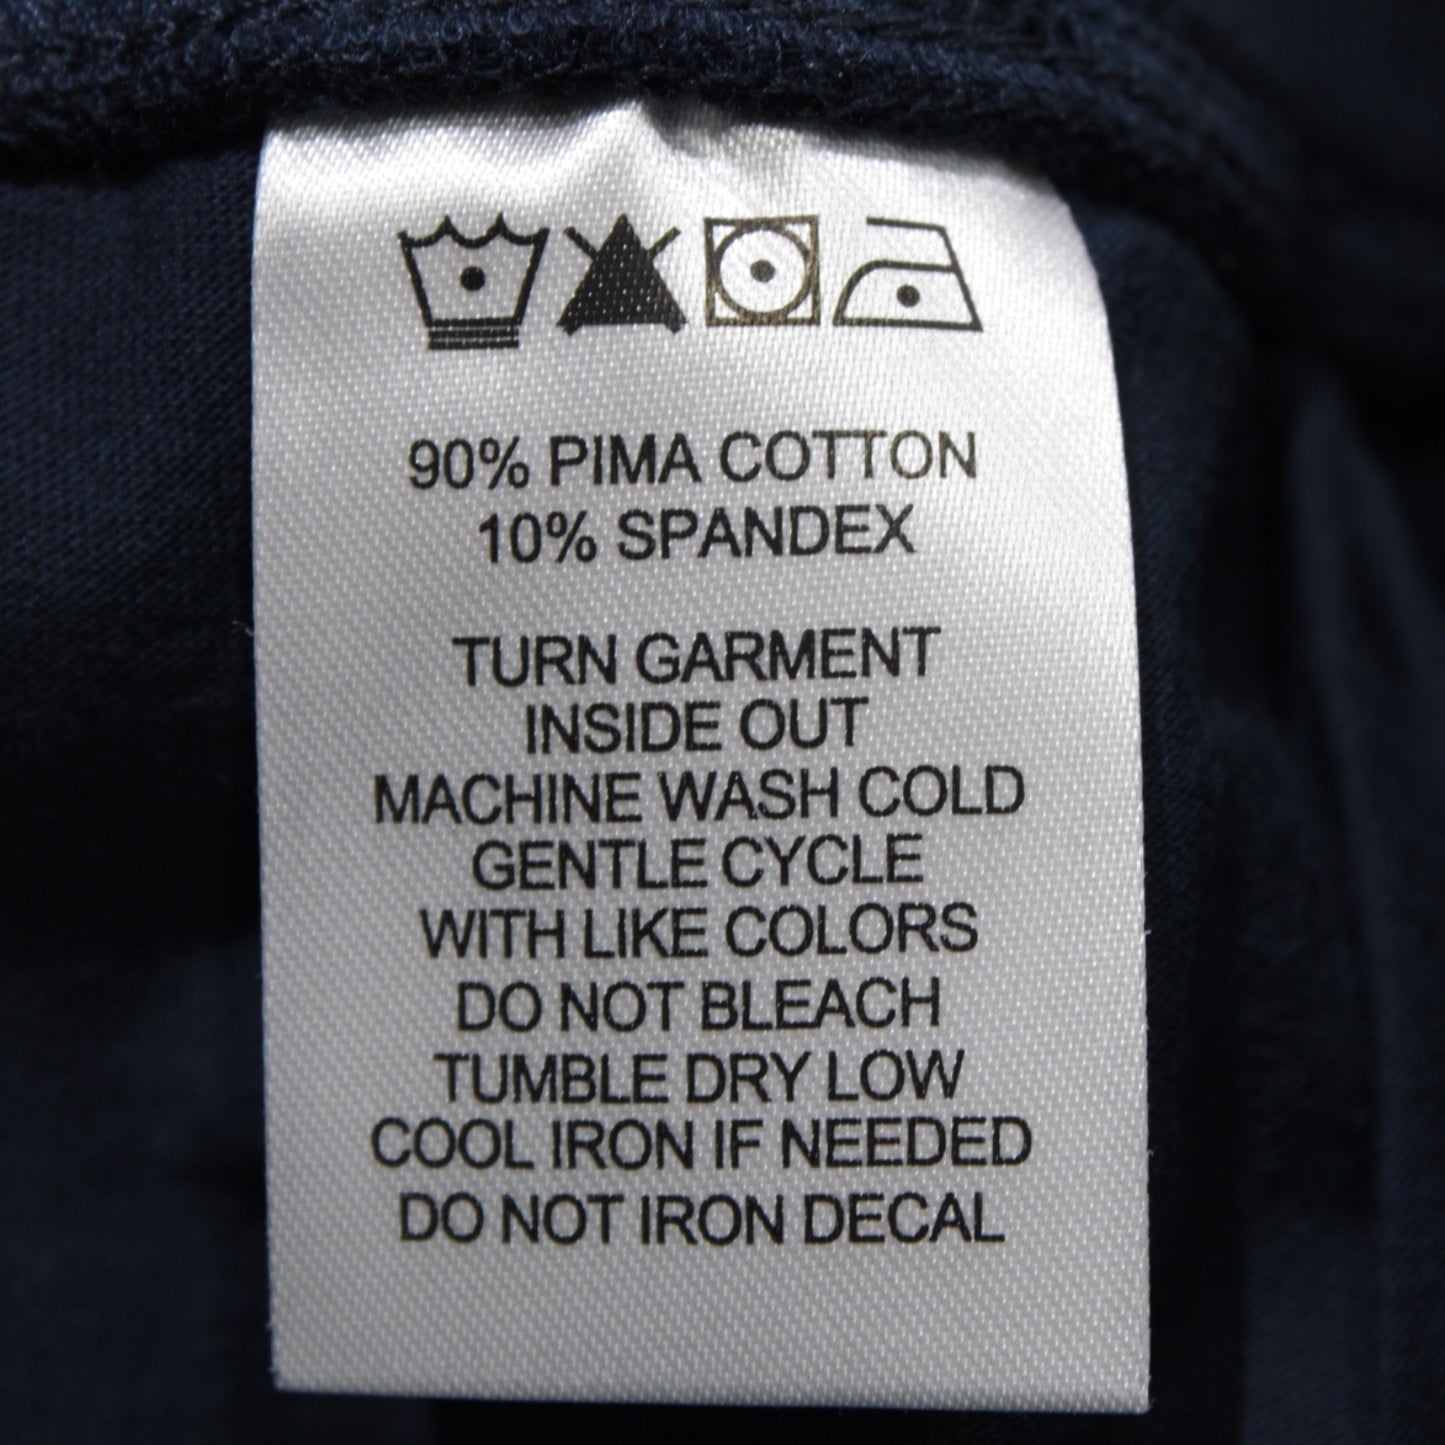 90% PIMA COTTON
10% SPANDEX
TURN GARMENT
INSIDE OUT
MACHINE WASH COLD
GENTLE CYCLE
WITH LIKE COLORS
DO NOT BLEACH
TUMBLE DRY LOW
COOL IRON IF NEEDED
DO NOT IRON DECAL